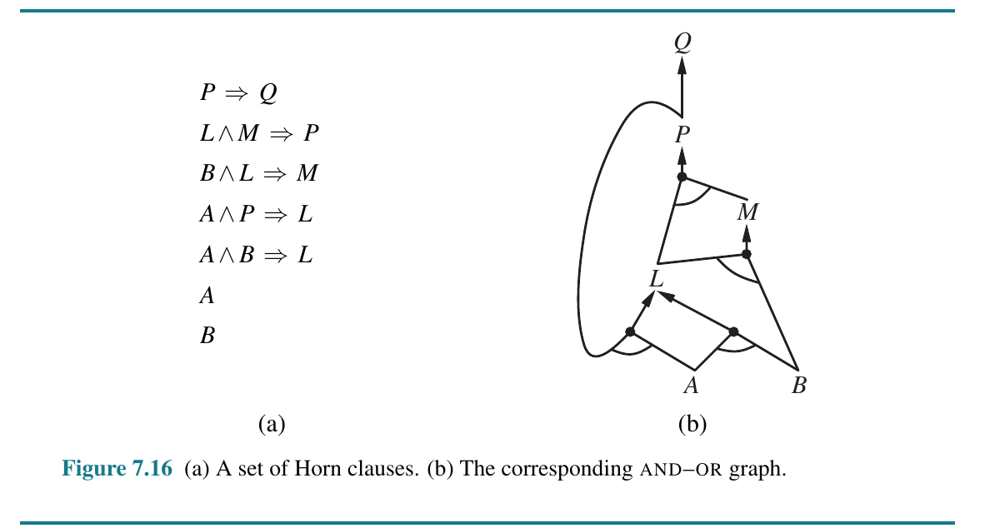 P ⇒ Q
L ∧ M ⇒ P
B ∧ L ⇒ M
A ∧ P ⇒ L
A ∧ B ⇒ L
A
B
(a)
Q
P
M
L
A
B
(b)
Figure 7.16 (a) A set of Horn clauses. (b) The corresponding AND–OR graph.